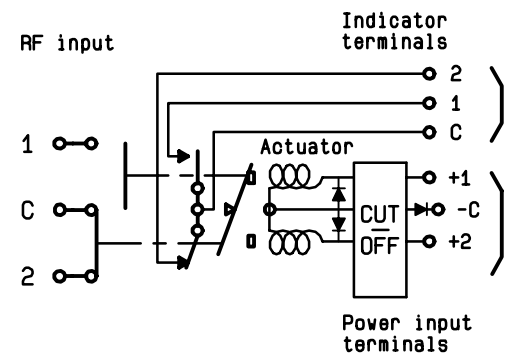 Indicator
terminals
RF input
2
1
C
1
Actuator
+1
C
-C
CUT
OFF
+2
2
Power input
terminals